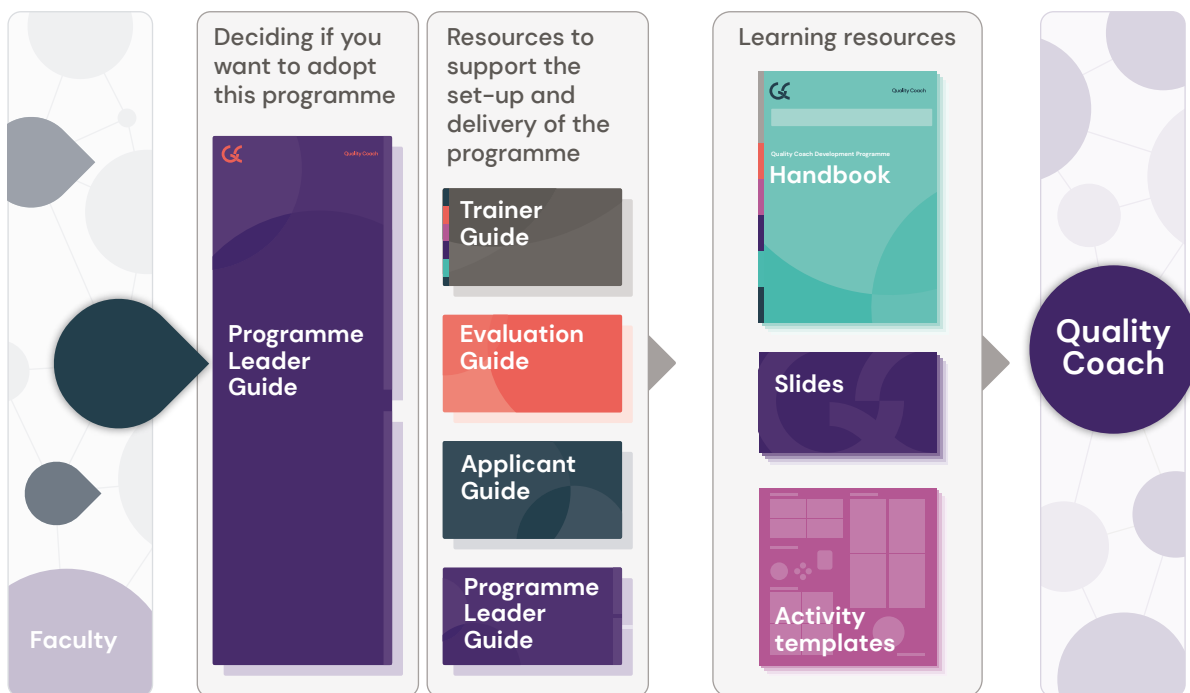 Faculty
Deciding if you
want to adopt
this programme
Quality Coach
Programme
Leader
Guide
Resources to
support the
set-up and
delivery of the
programme
Trainer
Guide
Evaluation
Guide
Applicant
Guide
Programme
Leader
Guide
Learning resources
Quality Coach
Quality Coach Development Programme
Handbook
Slides
Activity
templates
Quality
Coach